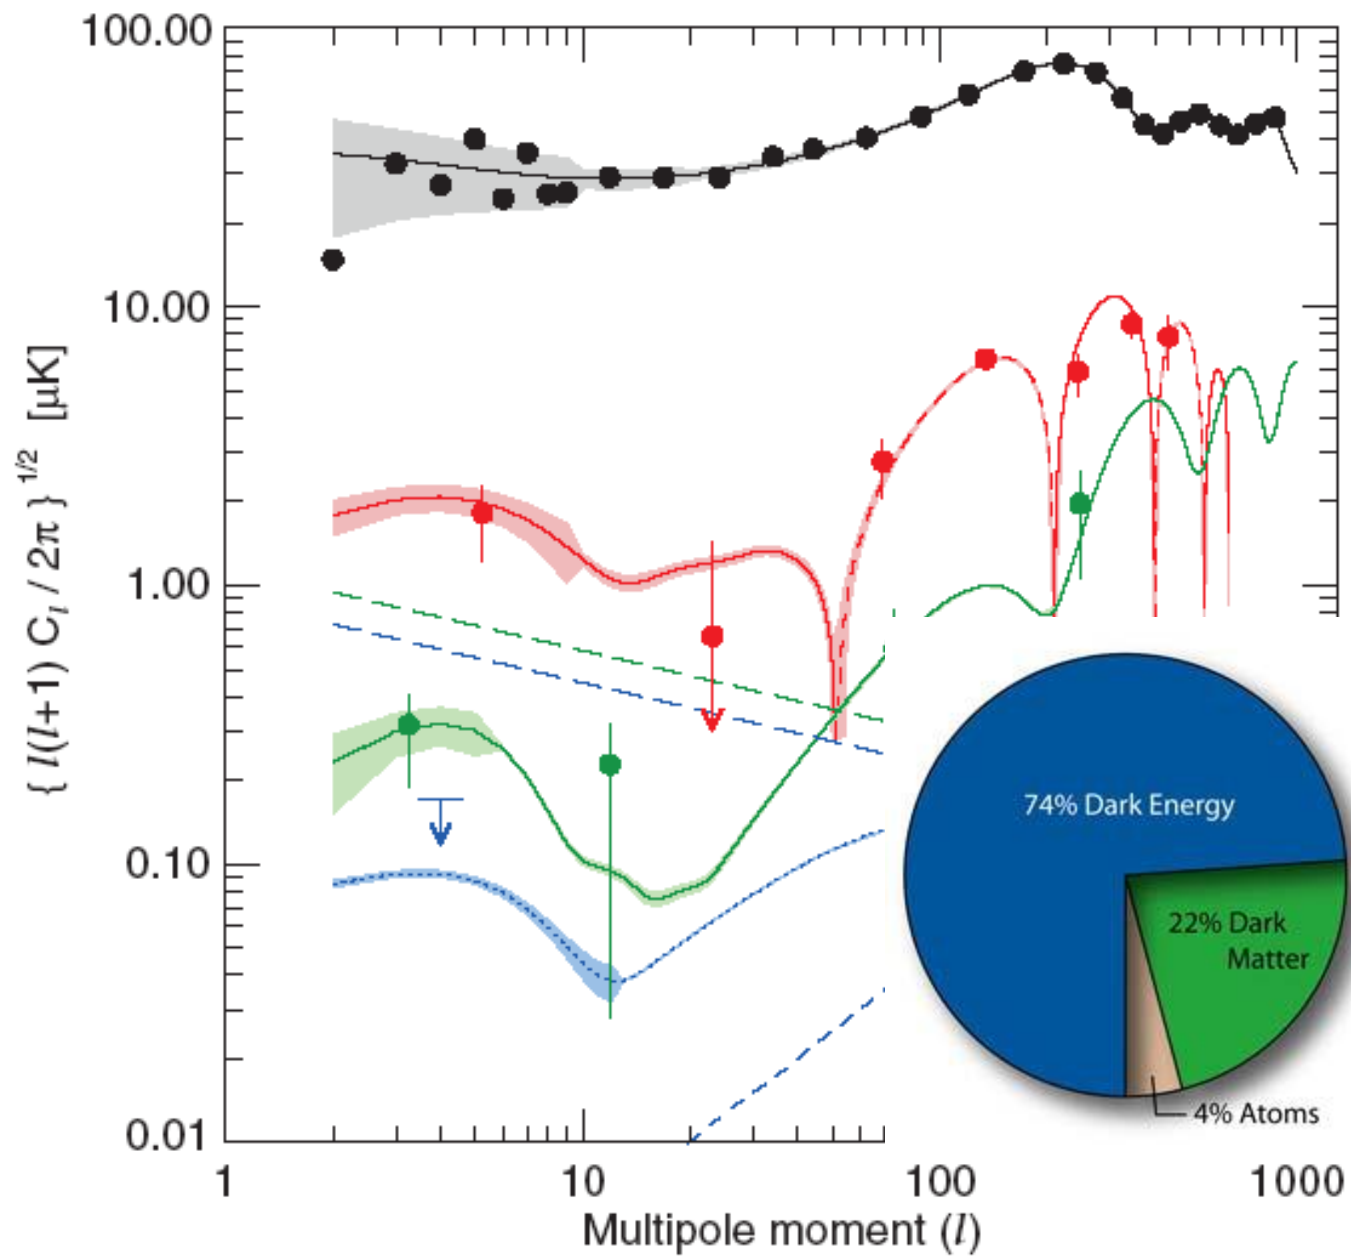 100.00
10.00
1.00
0.10
0.01
{ l(l+1) C_l / 2π }^1/2 [μK]
74% Dark Energy
22% Dark
Matter
4% Atoms
1 10 100 1000
Multipole moment (l)